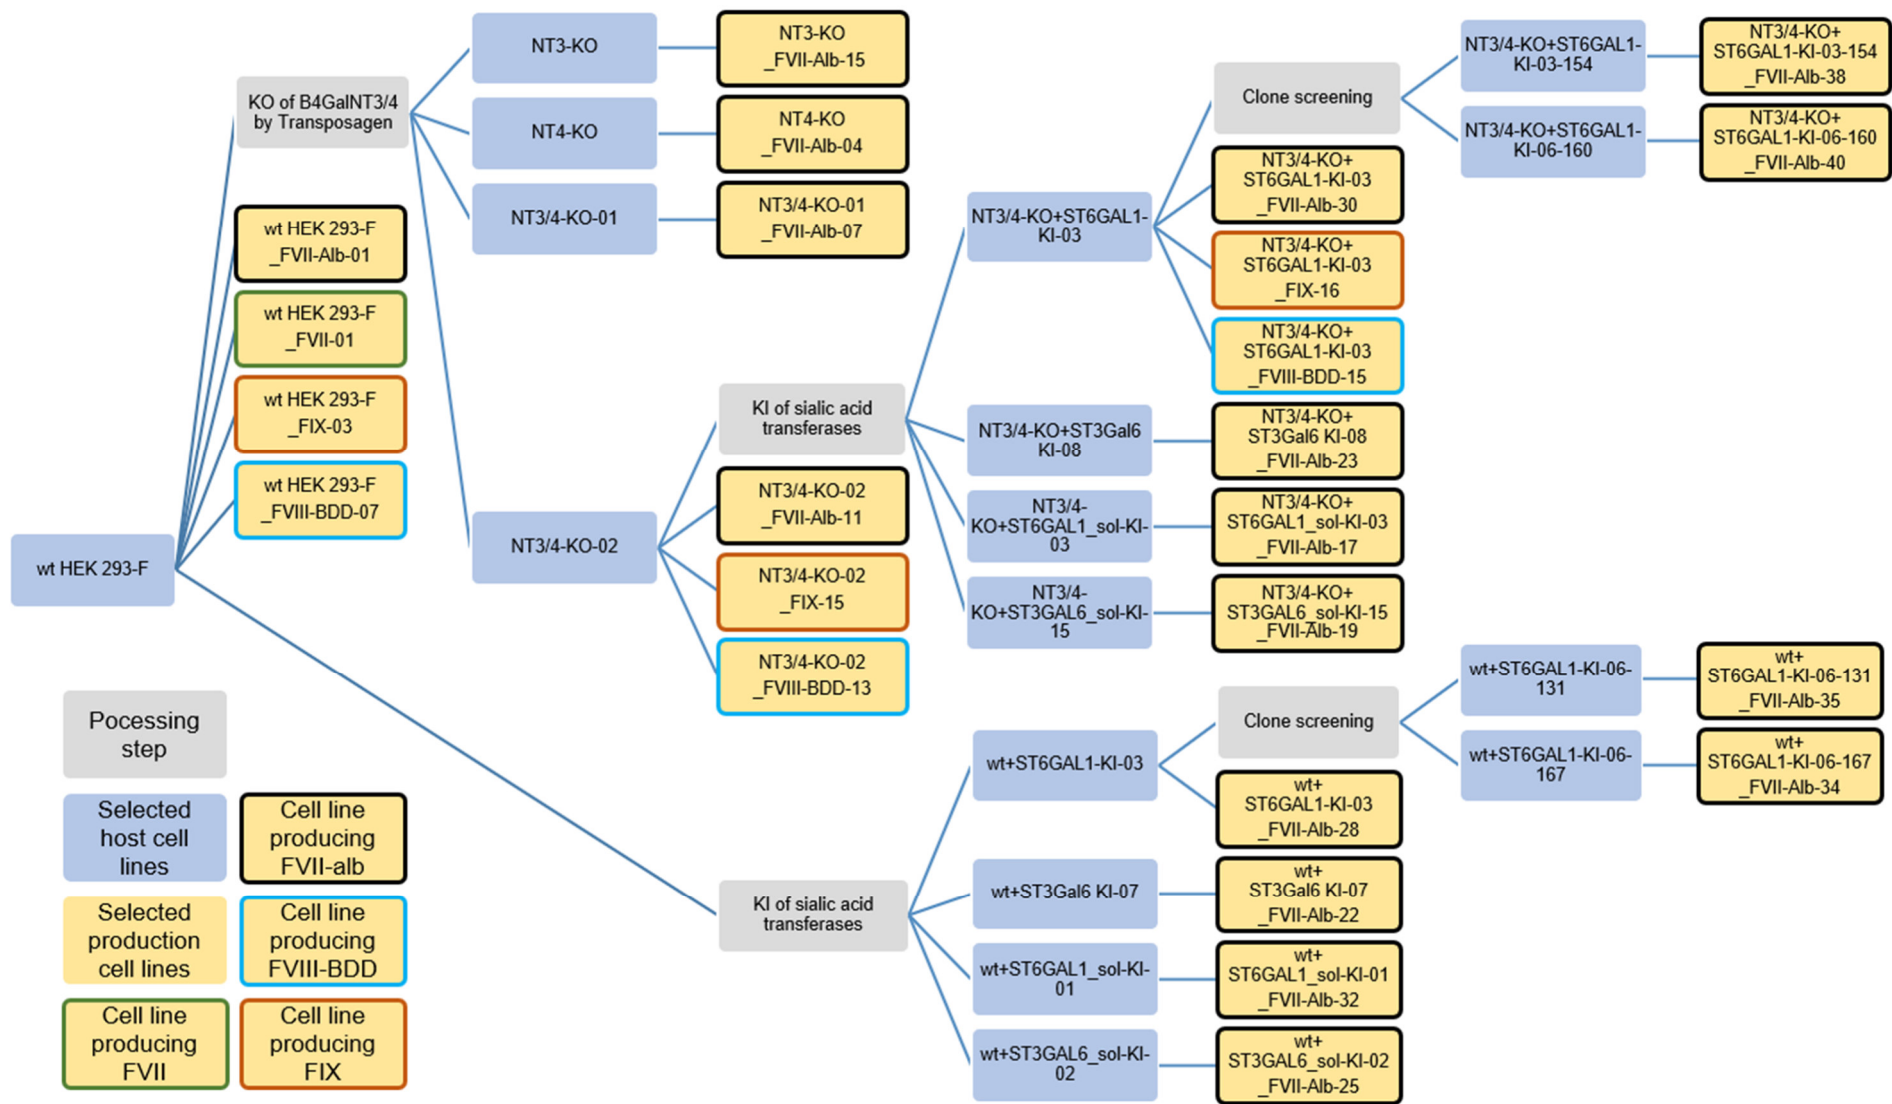 wt HEK 293-F
KO of B4GalNT3/4
by Transposagen
wt HEK 293-F
_FVII-Alb-01
wt HEK 293-F
_FVII-01
wt HEK 293-F
_FIX-03
wt HEK 293-F
_FVIII-BDD-07
NT3-KO
NT4-KO
NT3/4-KO-01
NT3/4-KO-02
NT3-KO
_FVII-Alb-15
NT4-KO
_FVII-Alb-04
NT3/4-KO-01
_FVII-Alb-07
KI of sialic acid
transferases
NT3/4-KO-02
_FVII-Alb-11
NT3/4-KO-02
_FIX-15
NT3/4-KO-02
_FVIII-BDD-13
NT3/4-KO+ST6GAL1-
KI-03
NT3/4-KO+ST3Gal6
KI-08
NT3/4-
KO+ST6GAL1_sol-KI-
03
NT3/4-
KO+ST3GAL6_sol-KI-
15
Clone screening
NT3/4-KO+
ST6GAL1-KI-03
_FVII-Alb-30
NT3/4-KO+
ST6GAL1-KI-03
_FIX-16
NT3/4-KO+
ST6GAL1-KI-03
_FVIII-BDD-15
NT3/4-KO+
ST3Gal6 KI-08
_FVII-Alb-23
NT3/4-KO+
ST6GAL1_sol-KI-03
_FVII-Alb-17
NT3/4-KO+
ST3GAL6_sol-KI-15
_FVII-Alb-19
NT3/4-KO+ST6GAL1-
KI-03-154
NT3/4-KO+ST6GAL1-
KI-06-160
NT3/4-KO+
ST6GAL1-KI-03-154
_FVII-Alb-38
NT3/4-KO+
ST6GAL1-KI-06-160
_FVII-Alb-40
KI of sialic acid
transferases
wt+ST6GAL1-KI-03
wt+ST3Gal6 KI-07
wt+ST6GAL1_sol-KI-
01
wt+ST3GAL6_sol-KI-
02
Clone screening
wt+
ST6GAL1-KI-03
_FVII-Alb-28
wt+
ST3Gal6 KI-07
_FVII-Alb-22
wt+
ST6GAL1_sol-KI-01
_FVII-Alb-32
wt+
ST3GAL6_sol-KI-02
_FVII-Alb-25
wt+ST6GAL1-KI-06-
131
wt+ST6GAL1-KI-06-
167
wt+
ST6GAL1-KI-06-131
_FVII-Alb-35
wt+
ST6GAL1-KI-06-167
_FVII-Alb-34
Pocessing
step
Selected
host cell
lines
Cell line
producing
FVII-alb
Selected
production
cell lines
Cell line
producing
FVIII-BDD
Cell line
producing
FVII
Cell line
producing
FIX